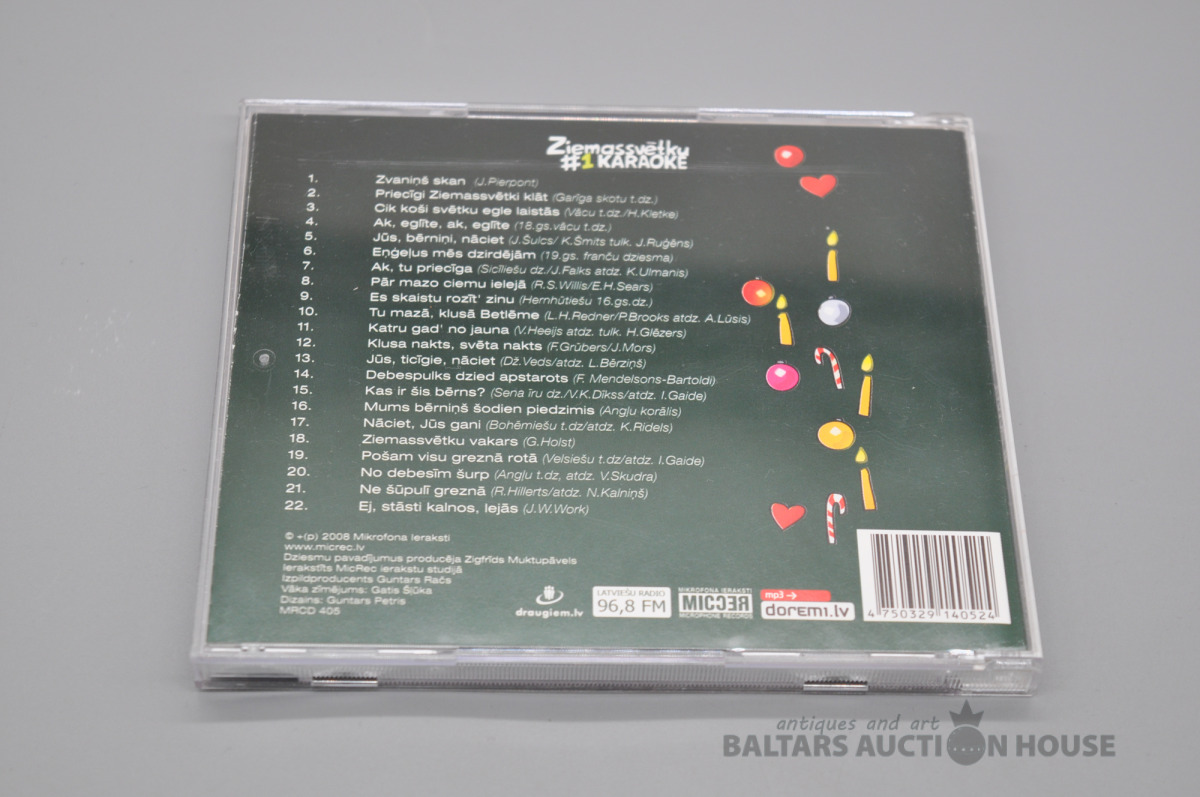 Ziemassvētku
#1 KARAOKE
1. Zvaniņš skan (J.Pierpont)
2. Priecīgi Ziemassvētki klāt (Garīga skotu t.dz.)
3. Cik koši svētku egle laistās (Vācu t.dz./H.Kletke)
4. Ak, eglīte, ak, eglīte (18.gs.vācu t.dz.)
5. Jūs, bērniņi, nāciet (J.Šulcs/ K.Šmits tulk. J.Ruģēns)
6. Eņģeļus mēs dzirdējām (19.gs. franču dziesma)
7. Ak, tu priecīga (Sicīliešu dz./J.Falks atdz. K.Ulmanis)
8. Pār mazo ciemu ielejā (R.S.Willis/E.H.Sears)
9. Es skaistu rozīt' zinu (Hernhūtiešu 16.gs.dz.)
10. Tu mazā, klusā Betlēme (L.H.Redner/P.Brooks atdz. A.Lūsis)
11. Katru gad' no jauna (V.Heeijs atdz. tulk. H.Glēzers)
12. Klusa nakts, svēta nakts (F.Grūbers/J.Mors)
13. Jūs, ticīgie, nāciet (Dž.Veds/atdz. L.Bērziņš)
14. Debespulks dzied apstarots (F. Mendelsons-Bartoldi)
15. Kas ir šis bērns? (Sena īru dz./V.K.Dikss/atdz. I.Gaide)
16. Mums bērniņš šodien piedzimis (Angļu korālis)
17. Nāciet, Jūs gani (Bohēmiešu t.dz/atdz. K.Ridels)
18. Ziemassvētku vakars (G.Holst)
19. Pošam visu greznā rotā (Velsiešu t.dz/atdz. I.Gaide)
20. No debesīm šurp (Angļu t.dz, atdz. V.Skudra)
21. Ne šūpulī greznā (R.Hillerts/atdz. N.Kalniņš)
22. Ej, stāsti kalnos, lejās (J.W.Work)
© +(p) 2008 Mikrofona Ieraksti
www.micrec.lv
Dziesmu pavadījumus producēja Zigfrīds Muktupāvels
Ierakstīts MicRec ierakstu studijā
Izpildproducents Guntars Račs
Vāka zīmējums: Gatis Šļūka
Dizains: Guntars Petris
MRCD 405
draugiem.lv
LATVIEŠU RADIO
96,8 FM
MIKROFONA IERAKSTI
MICREC
MICROPHONE RECORDS
mp3
doremi.lv
4 750329 140524
antiques and art
BALTARS AUCTION HOUSE